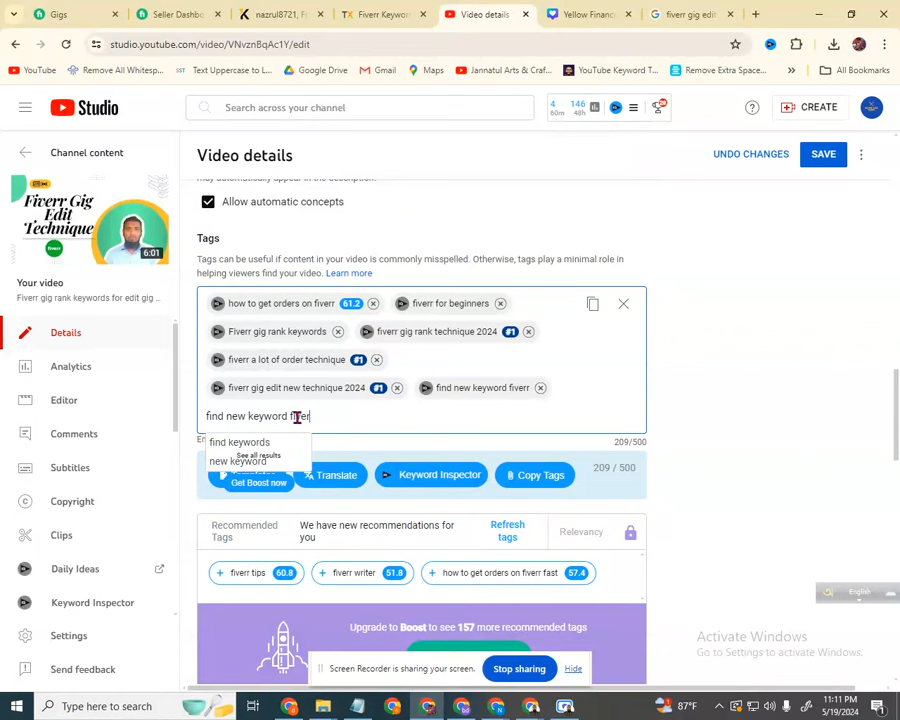 Gigs
Seller Dashbo
nazrul8721, F
Fiverr Keyword
Video details
Yellow Financ
fiverr gig edit
studio.youtube.com/video/VNvznBqAc1Y/edit
YouTube
Remove All Whitesp...
Text Uppercase to L...
Google Drive
Gmail
Maps
Jannatul Arts & Craf...
YouTube Keyword T...
Remove Extra Space...
All Bookmarks
Studio
Search across your channel
4
60m
146
48h
CREATE
Channel content
Video details
UNDO CHANGES
SAVE
Fiverr Gig
Edit
Technique
fiverr
6:01
Your video
Fiverr gig rank keywords for edit gig ...
Details
Analytics
Editor
Comments
Subtitles
Copyright
Clips
Daily Ideas
Keyword Inspector
Settings
Send feedback
may automatically appear in the description.
Allow automatic concepts
Tags
Tags can be useful if content in your video is commonly misspelled. Otherwise, tags play a minimal role in
helping viewers find your video. Learn more
how to get orders on fiverr 61.2
fiverr for beginners
Fiverr gig rank keywords
fiverr gig rank technique 2024 #1
fiverr a lot of order technique #1
fiverr gig edit new technique 2024 #1
find new keyword fiverr
find new keyword fiverr
find keywords
See all results
new keyword
209/500
Get Boost now
Translate
Keyword Inspector
Copy Tags
209 / 500
Recommended
Tags
We have new recommendations for
you
Refresh
tags
Relevancy
+ fiverr tips 60.8
+ fiverr writer 51.8
+ how to get orders on fiverr fast 57.4
Upgrade to Boost to see 157 more recommended tags
Screen Recorder is sharing your screen.
Stop sharing
Hide
English
Activate Windows
Go to Settings to activate Windows.
Type here to search
87°F
11:11 PM
5/19/2024